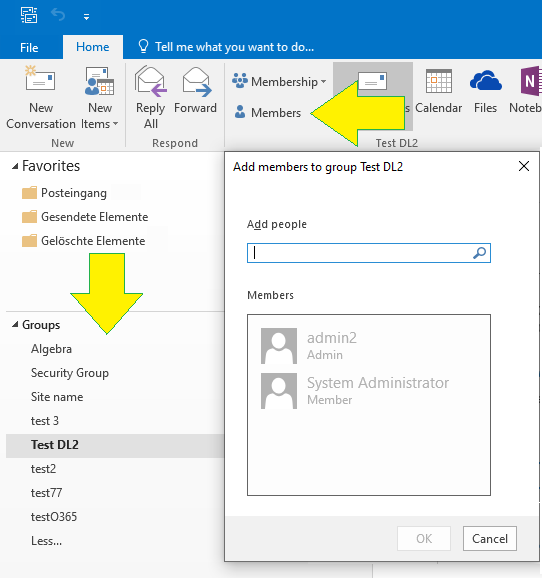 File
Home
Tell me what you want to do...
New
Conversation
New
Items
Reply
All
Forward
Membership
Members
Calendar
Files
New
Respond
Test DL2
Favorites
Posteingang
Gesendete Elemente
Gelöschte Elemente
Groups
Algebra
Security Group
Site name
test 3
Test DL2
test2
test77
testO365
Less...
Add members to group Test DL2
Add people
Members
admin2
Admin
System Administrator
Member
OK
Cancel